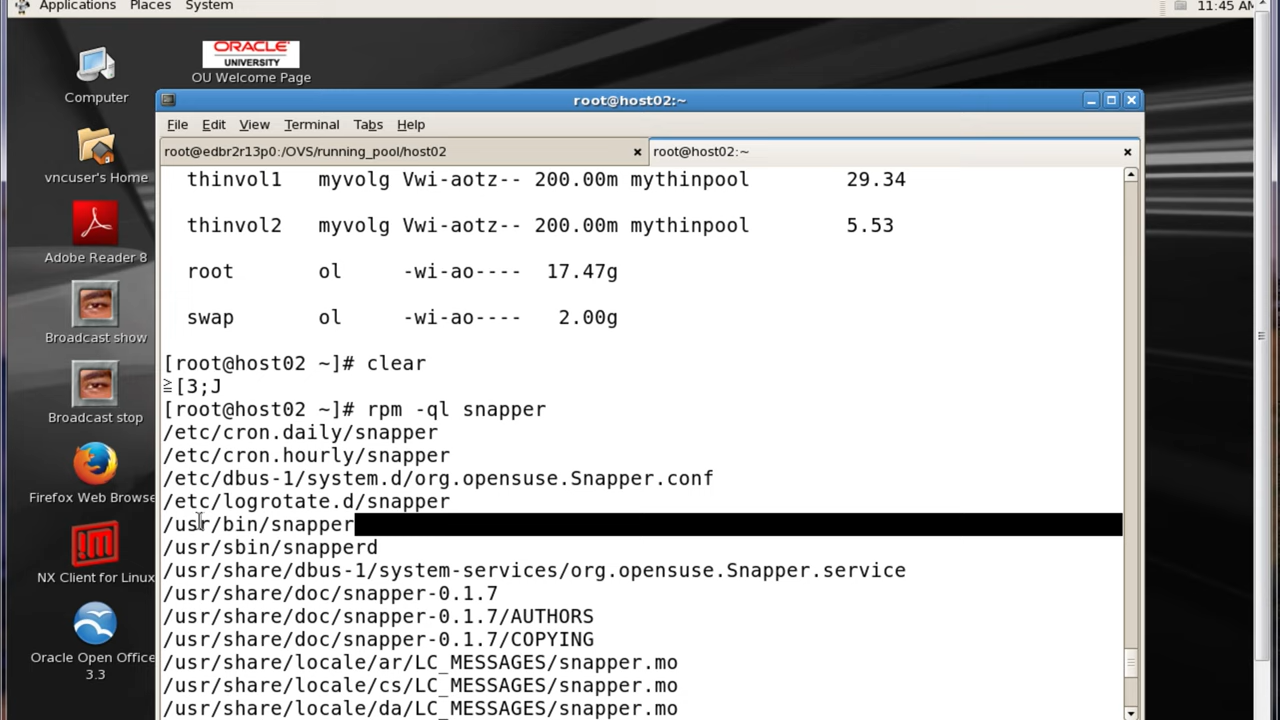 Applications Places System
11:45 AM
ORACLE
UNIVERSITY
OU Welcome Page
Computer
vncuser's Home
Adobe Reader 8
Broadcast show
Broadcast stop
Firefox Web Browse
NX Client for Linux
Oracle Open Office
3.3
root@host02:~
File Edit View Terminal Tabs Help
root@edbr2r13p0:/OVS/running_pool/host02
root@host02:~
thinvol1 myvolg Vwi-aotz-- 200.00m mythinpool 29.34
thinvol2 myvolg Vwi-aotz-- 200.00m mythinpool 5.53
root ol -wi-ao---- 17.47g
swap ol -wi-ao---- 2.00g
[root@host02 ~]# clear
≧[3;J
[root@host02 ~]# rpm -ql snapper
/etc/cron.daily/snapper
/etc/cron.hourly/snapper
/etc/dbus-1/system.d/org.opensuse.Snapper.conf
/etc/logrotate.d/snapper
/usr/bin/snapper
/usr/sbin/snapperd
/usr/share/dbus-1/system-services/org.opensuse.Snapper.service
/usr/share/doc/snapper-0.1.7
/usr/share/doc/snapper-0.1.7/AUTHORS
/usr/share/doc/snapper-0.1.7/COPYING
/usr/share/locale/ar/LC_MESSAGES/snapper.mo
/usr/share/locale/cs/LC_MESSAGES/snapper.mo
/usr/share/locale/da/LC_MESSAGES/snapper.mo